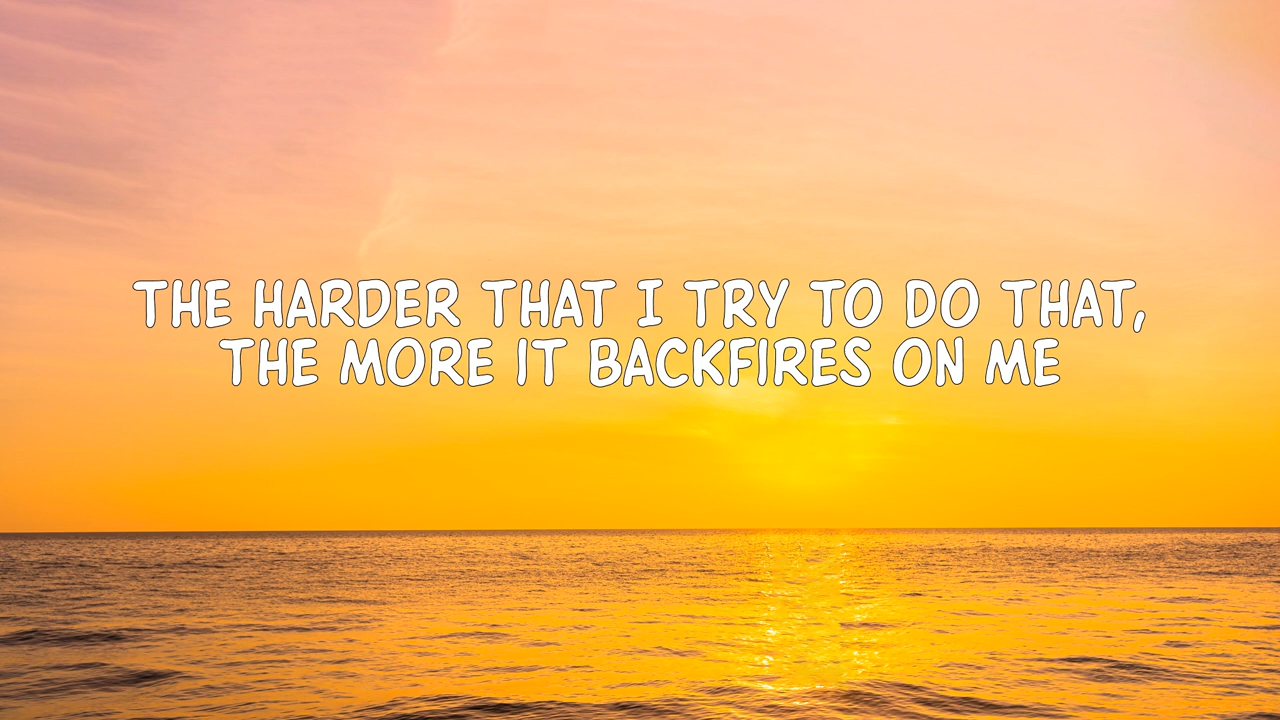 THE HARDER THAT I TRY TO DO THAT,
THE MORE IT BACKFIRES ON ME